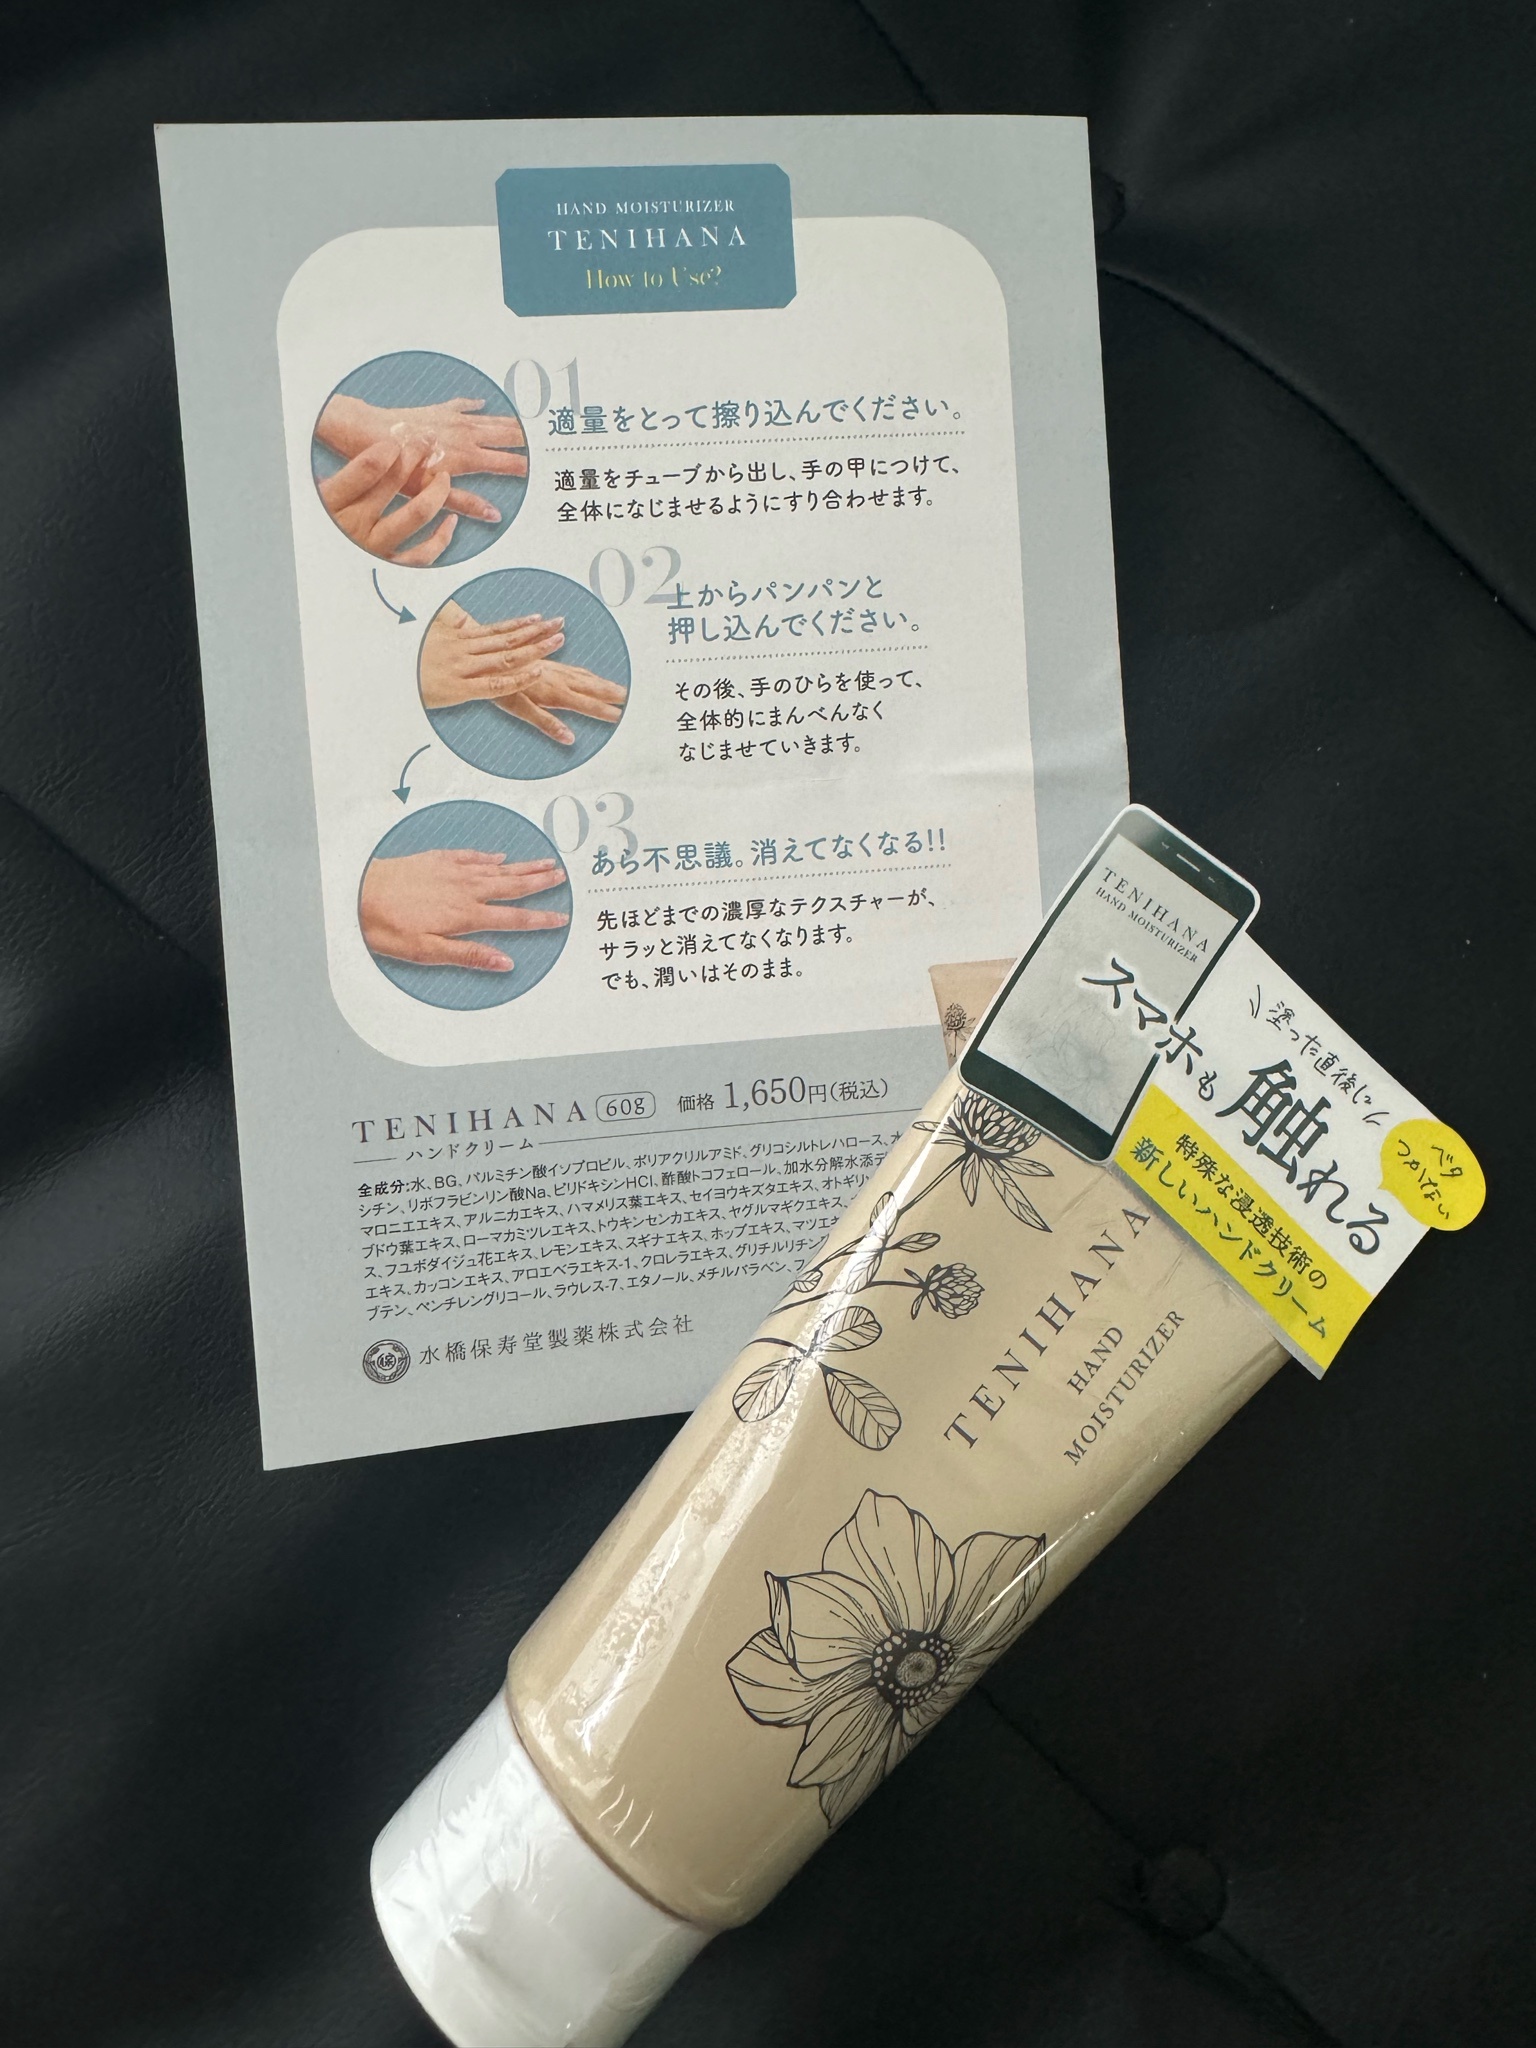 HAND MOISTURIZER
TENIHANA
How to Use?
01
適量をとって擦り込んでください。
適量をチューブから出し、手の甲につけて、
全体になじませるようにすり合わせます。
02
上からパンパンと
押し込んでください。
その後、手のひらを使って、
全体的にまんべんなく
なじませていきます。
03
あら不思議。消えてなくなる!!
先ほどまでの濃厚なテクスチャーが、
サラッと消えてなくなります。
でも、潤いはそのまま。
TENIHANA 60g 価格 1,650円(税込)
ハンドクリーム
全成分:水、BG、パルミチン酸イソプロピル、ポリアクリルアミド、グリコシルトレハロース、水
シチン、リボフラビンリン酸Na、ピリドキシンHCl、酢酸トコフェロール、加水分解水添デ
マロニエエキス、アルニカエキス、ハマメリス葉エキス、セイヨウキズタエキス、オトギリ
ブドウ葉エキス、ローマカミツレエキス、トウキンセンカエキス、ヤグルマギクエキス、
ス、フユボダイジュ花エキス、レモンエキス、スギナエキス、ホップエキス、マツエキ
エキス、カッコンエキス、アロエベラエキス-1、クロレラエキス、グリチルリチン
ブテン、ペンチレングリコール、ラウレス-7、エタノール、メチルパラベン、フ
水橋保寿堂製薬株式会社
TENIHANA
HAND MOISTURIZER
塗った直後に
スマホも触れる
ベタ
つかない
特殊な浸透技術の
新しいハンドクリーム
TENIHANA
HAND
MOISTURIZER